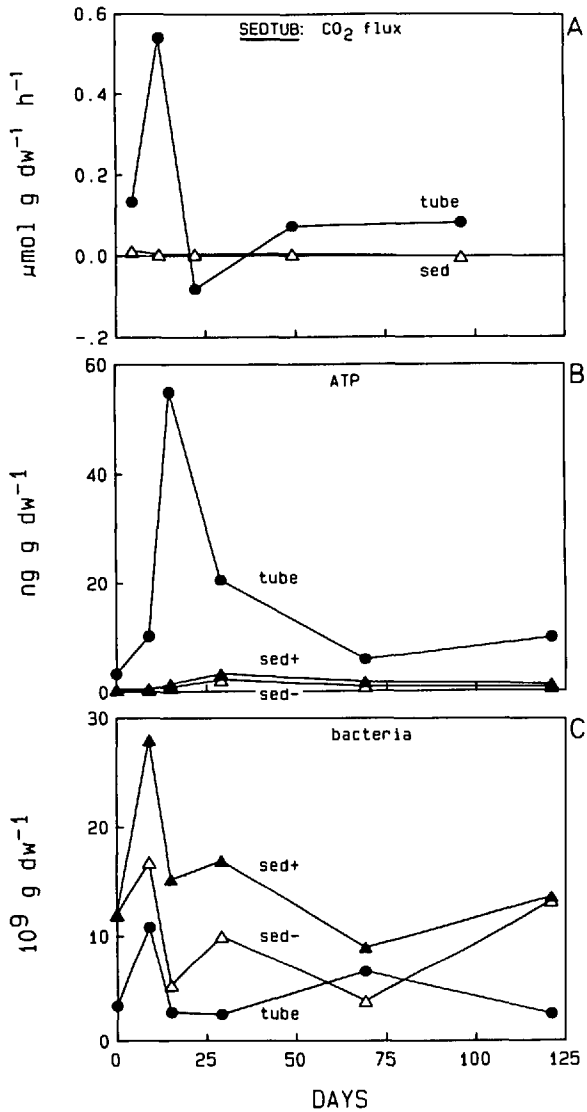 SEDTUB: CO2 flux
A
0.6
0.4
0.2
0.0
-.2
µmol g dw⁻¹ h⁻¹
tube
sed
ATP
B
60
40
20
0
ng g dw⁻¹
tube
sed+
sed-
bacteria
C
30
20
10
0
10⁹ g dw⁻¹
sed+
sed-
tube
0
25
50
75
100
125
DAYS